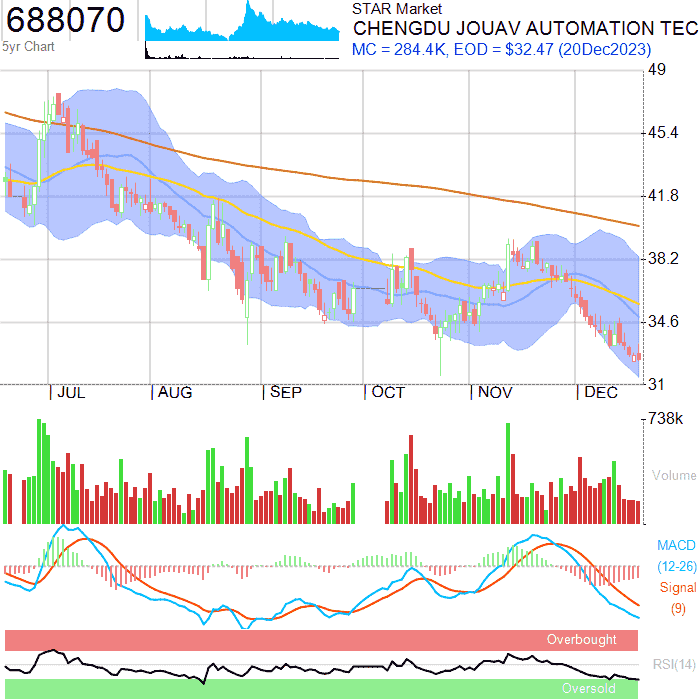 688070
5yr Chart
STAR Market
CHENGDU JOUAV AUTOMATION TEC
MC = 284.4K, EOD = $32.47 (20Dec2023)
49
45.4
41.8
38.2
34.6
31
JUL
AUG
SEP
OCT
NOV
DEC
738k
Volume
MACD
(12-26)
Signal
(9)
Overbought
RSI(14)
Oversold